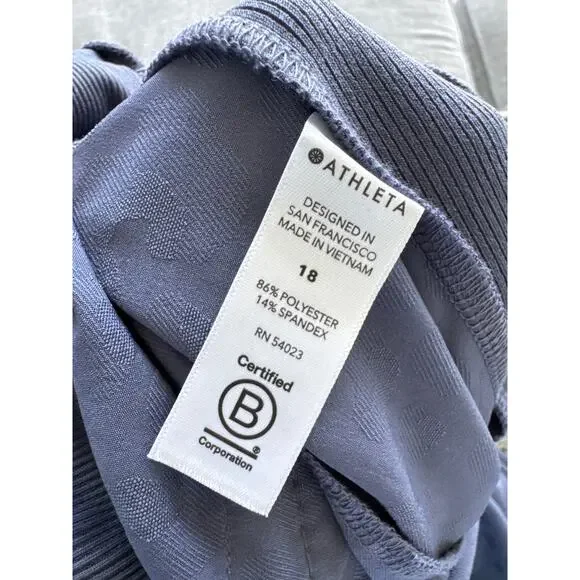 ATHLETA
DESIGNED IN
SAN FRANCISCO
MADE IN VIETNAM
18
86% POLYESTER
14% SPANDEX
RN 54023
Certified
B
®
Corporation